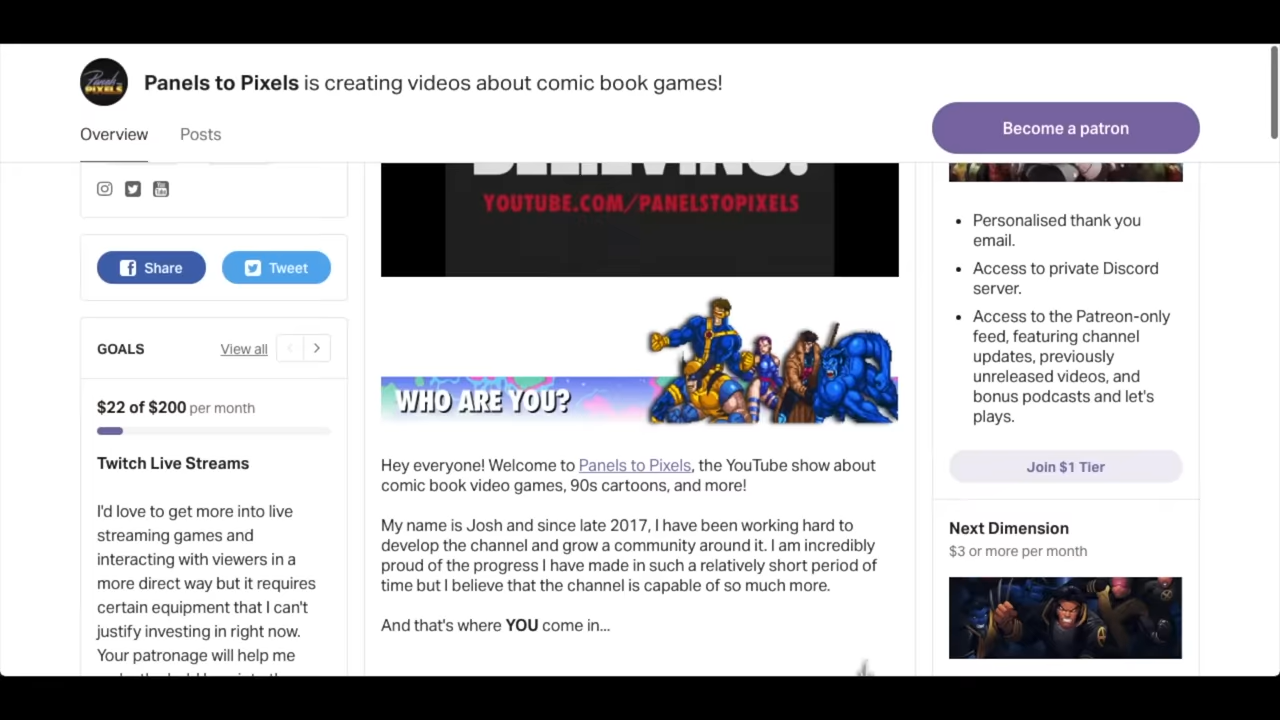 Panels to PIXELS
Panels to Pixels is creating videos about comic book games!
Overview
Posts
Become a patron
Share
Tweet
GOALS
View all
$22 of $200 per month
Twitch Live Streams
I'd love to get more into live
streaming games and
interacting with viewers in a
more direct way but it requires
certain equipment that I can't
justify investing in right now.
Your patronage will help me
BELIEVING!
YOUTUBE.COM/PANELSTOPIXELS
WHO ARE YOU?
Hey everyone! Welcome to Panels to Pixels, the YouTube show about
comic book video games, 90s cartoons, and more!
My name is Josh and since late 2017, I have been working hard to
develop the channel and grow a community around it. I am incredibly
proud of the progress I have made in such a relatively short period of
time but I believe that the channel is capable of so much more.
And that's where YOU come in...
Personalised thank you
email.
Access to private Discord
server.
Access to the Patreon-only
feed, featuring channel
updates, previously
unreleased videos, and
bonus podcasts and let's
plays.
Join $1 Tier
Next Dimension
$3 or more per month